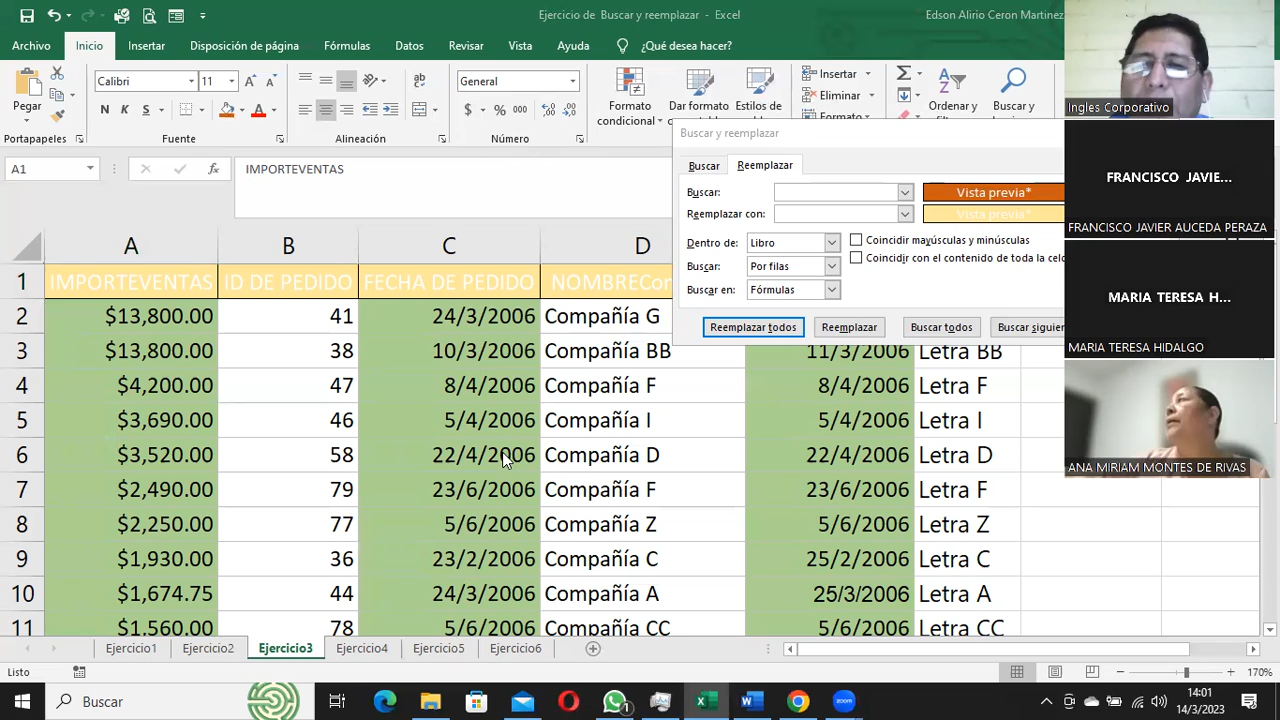 Ejercicio de Buscar y reemplazar - Excel
Edson Alirio Ceron Martinez
Archivo Inicio Insertar Disposición de página Fórmulas Datos Revisar Vista Ayuda ¿Qué desea hacer?
Pegar
Calibri 11
N K S
General
$ % 000
Formato condicional
Dar formato
Estilos de
Insertar
Eliminar
Formato
Ordenar y
Buscar y
Portapapeles Fuente Alineación Número
A1 fx IMPORTEVENTAS
Buscar y reemplazar
Buscar Reemplazar
Buscar: Vista previa*
Reemplazar con: Vista previa*
Dentro de: Libro Coincidir mayúsculas y minúsculas
Buscar: Por filas Coincidir con el contenido de toda la celd
Buscar en: Fórmulas
Reemplazar todos Reemplazar Buscar todos Buscar siguien
A B C D
1 IMPORTEVENTAS ID DE PEDIDO FECHA DE PEDIDO NOMBRECom
2 $13,800.00 41 24/3/2006 Compañía G
3 $13,800.00 38 10/3/2006 Compañía BB 11/3/2006 Letra BB
4 $4,200.00 47 8/4/2006 Compañía F 8/4/2006 Letra F
5 $3,690.00 46 5/4/2006 Compañía I 5/4/2006 Letra I
6 $3,520.00 58 22/4/2006 Compañía D 22/4/2006 Letra D
7 $2,490.00 79 23/6/2006 Compañía F 23/6/2006 Letra F
8 $2,250.00 77 5/6/2006 Compañía Z 5/6/2006 Letra Z
9 $1,930.00 36 23/2/2006 Compañía C 25/2/2006 Letra C
10 $1,674.75 44 24/3/2006 Compañía A 25/3/2006 Letra A
11 $1,560.00 78 5/6/2006 Compañía CC 5/6/2006 Letra CC
Ejercicio1 Ejercicio2 Ejercicio3 Ejercicio4 Ejercicio5 Ejercicio6
Listo 170%
Buscar
zoom
14:01
14/3/2023
Ingles Corporativo
FRANCISCO JAVIE...
FRANCISCO JAVIER AUCEDA PERAZA
MARIA TERESA H...
MARIA TERESA HIDALGO
ANA MIRIAM MONTES DE RIVAS